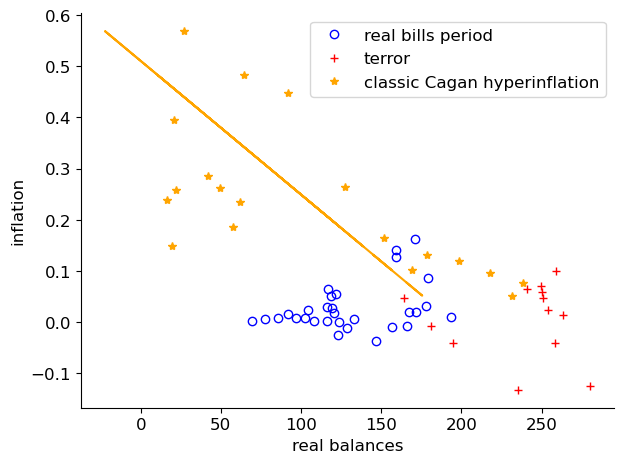 real bills period
terror
classic Cagan hyperinflation
0.6
0.5
0.4
0.3
0.2
0.1
0.0
−0.1
inflation
0 50 100 150 200 250
real balances